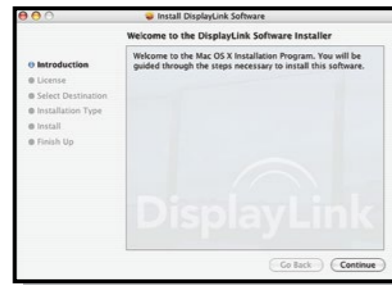 Install DisplayLink Software
Welcome to the DisplayLink Software Installer
Introduction
License
Select Destination
Installation Type
Install
Finish Up
Welcome to the Mac OS X Installation Program. You will be
guided through the steps necessary to install this software.
DisplayLink
Go Back
Continue